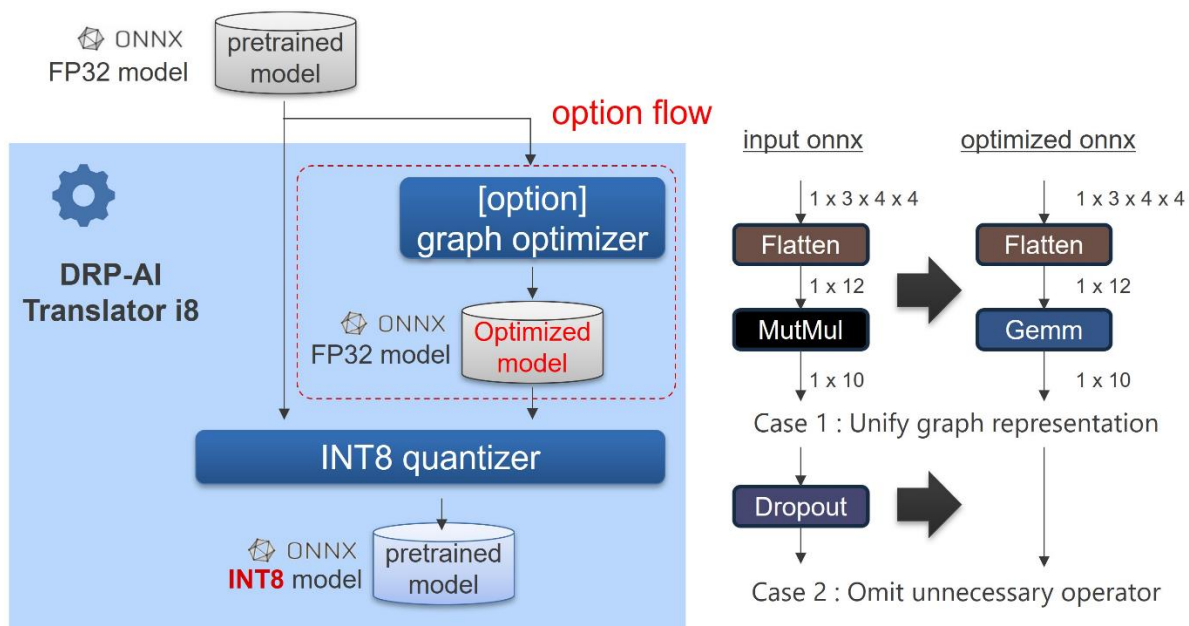 ONNX
FP32 model
pretrained
model
option flow
[option]
graph optimizer
DRP-AI
Translator i8
ONNX
FP32 model
Optimized
model
INT8 quantizer
ONNX
INT8 model
pretrained
model
input onnx
optimized onnx
1 x 3 x 4 x 4
1 x 3 x 4 x 4
Flatten
Flatten
1 x 12
1 x 12
MutMul
Gemm
1 x 10
1 x 10
Case 1 : Unify graph representation
Dropout
Case 2 : Omit unnecessary operator